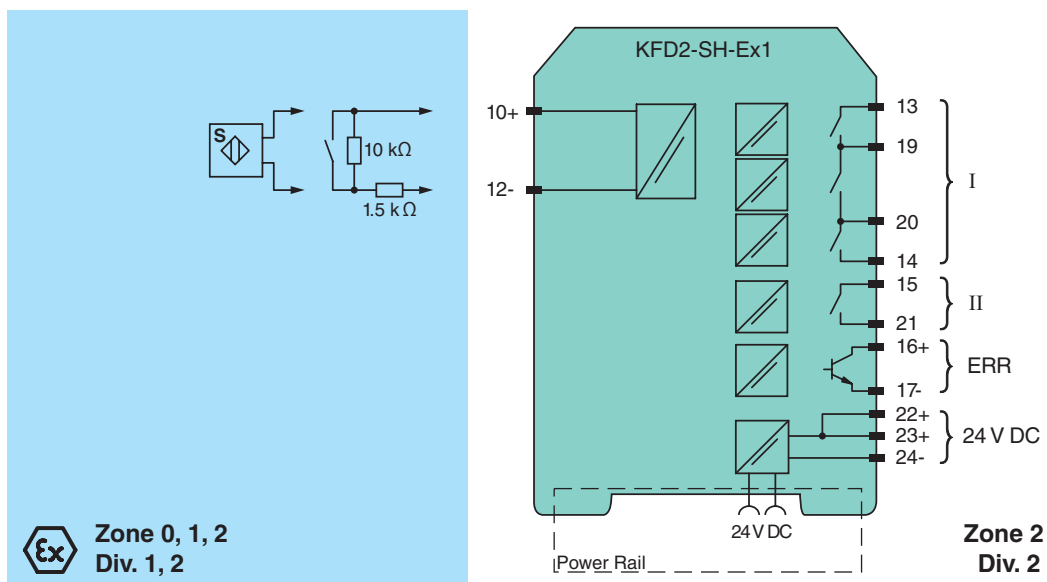 KFD2-SH-Ex1
S
10 kΩ
1.5 k Ω
10+
12-
13
19
I
20
14
15
II
21
16+
ERR
17-
22+
23+
24 V DC
24-
24 V DC
Power Rail
Ex
Zone 0, 1, 2
Div. 1, 2
Zone 2
Div. 2